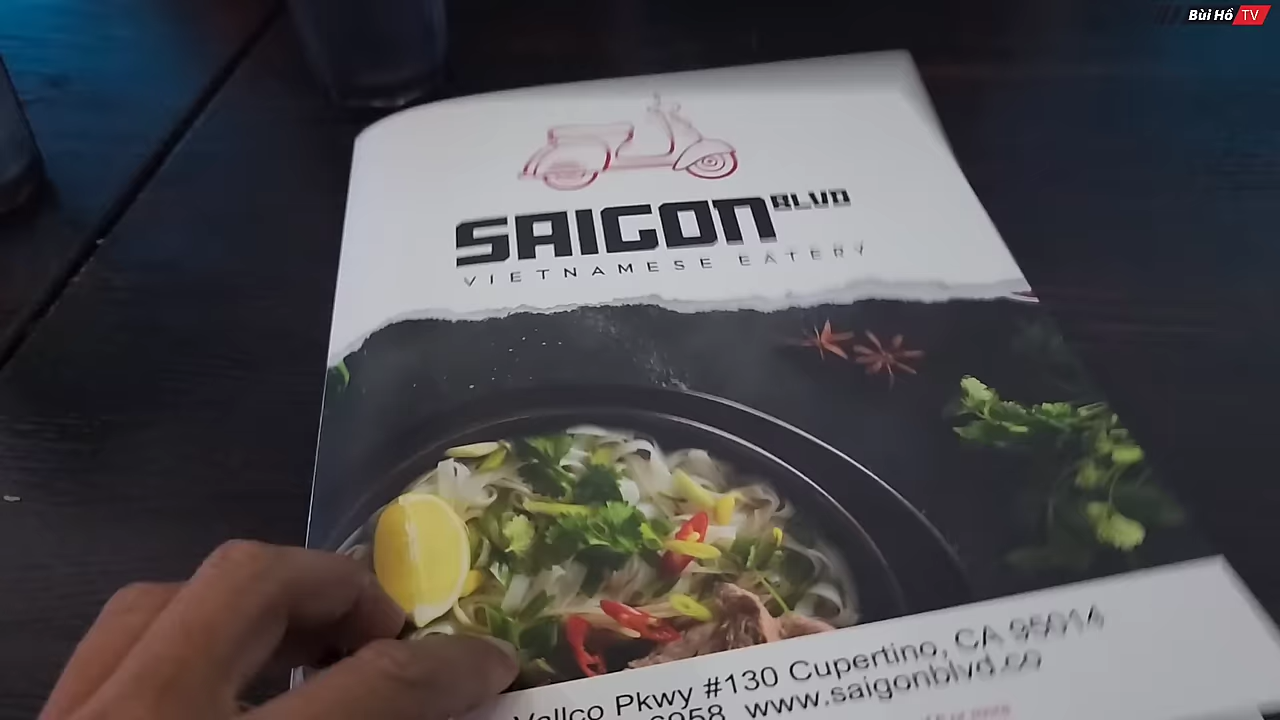 Bùi Hồ TV
SAIGON BLVD
VIETNAMESE EATERY
Vallco Pkwy #130 Cupertino, CA 95014
6958 www.saigonblvd.co